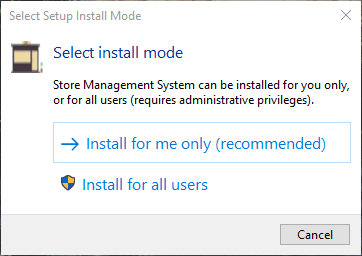 Select Setup Install Mode
Select install mode
Store Management System can be installed for you only,
or for all users (requires administrative privileges).
Install for me only (recommended)
Install for all users
Cancel